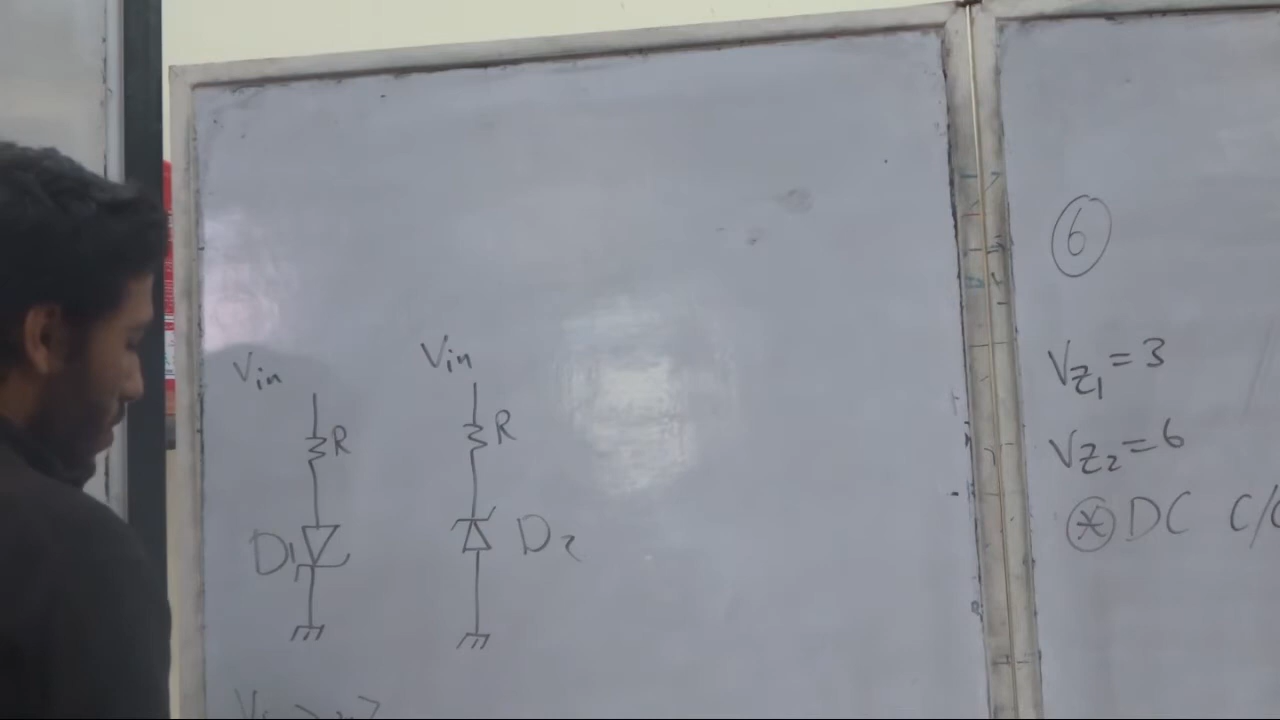 Vin
R
D1
Vin
R
D2
6
VZ1 = 3
VZ2 = 6
* DC C/